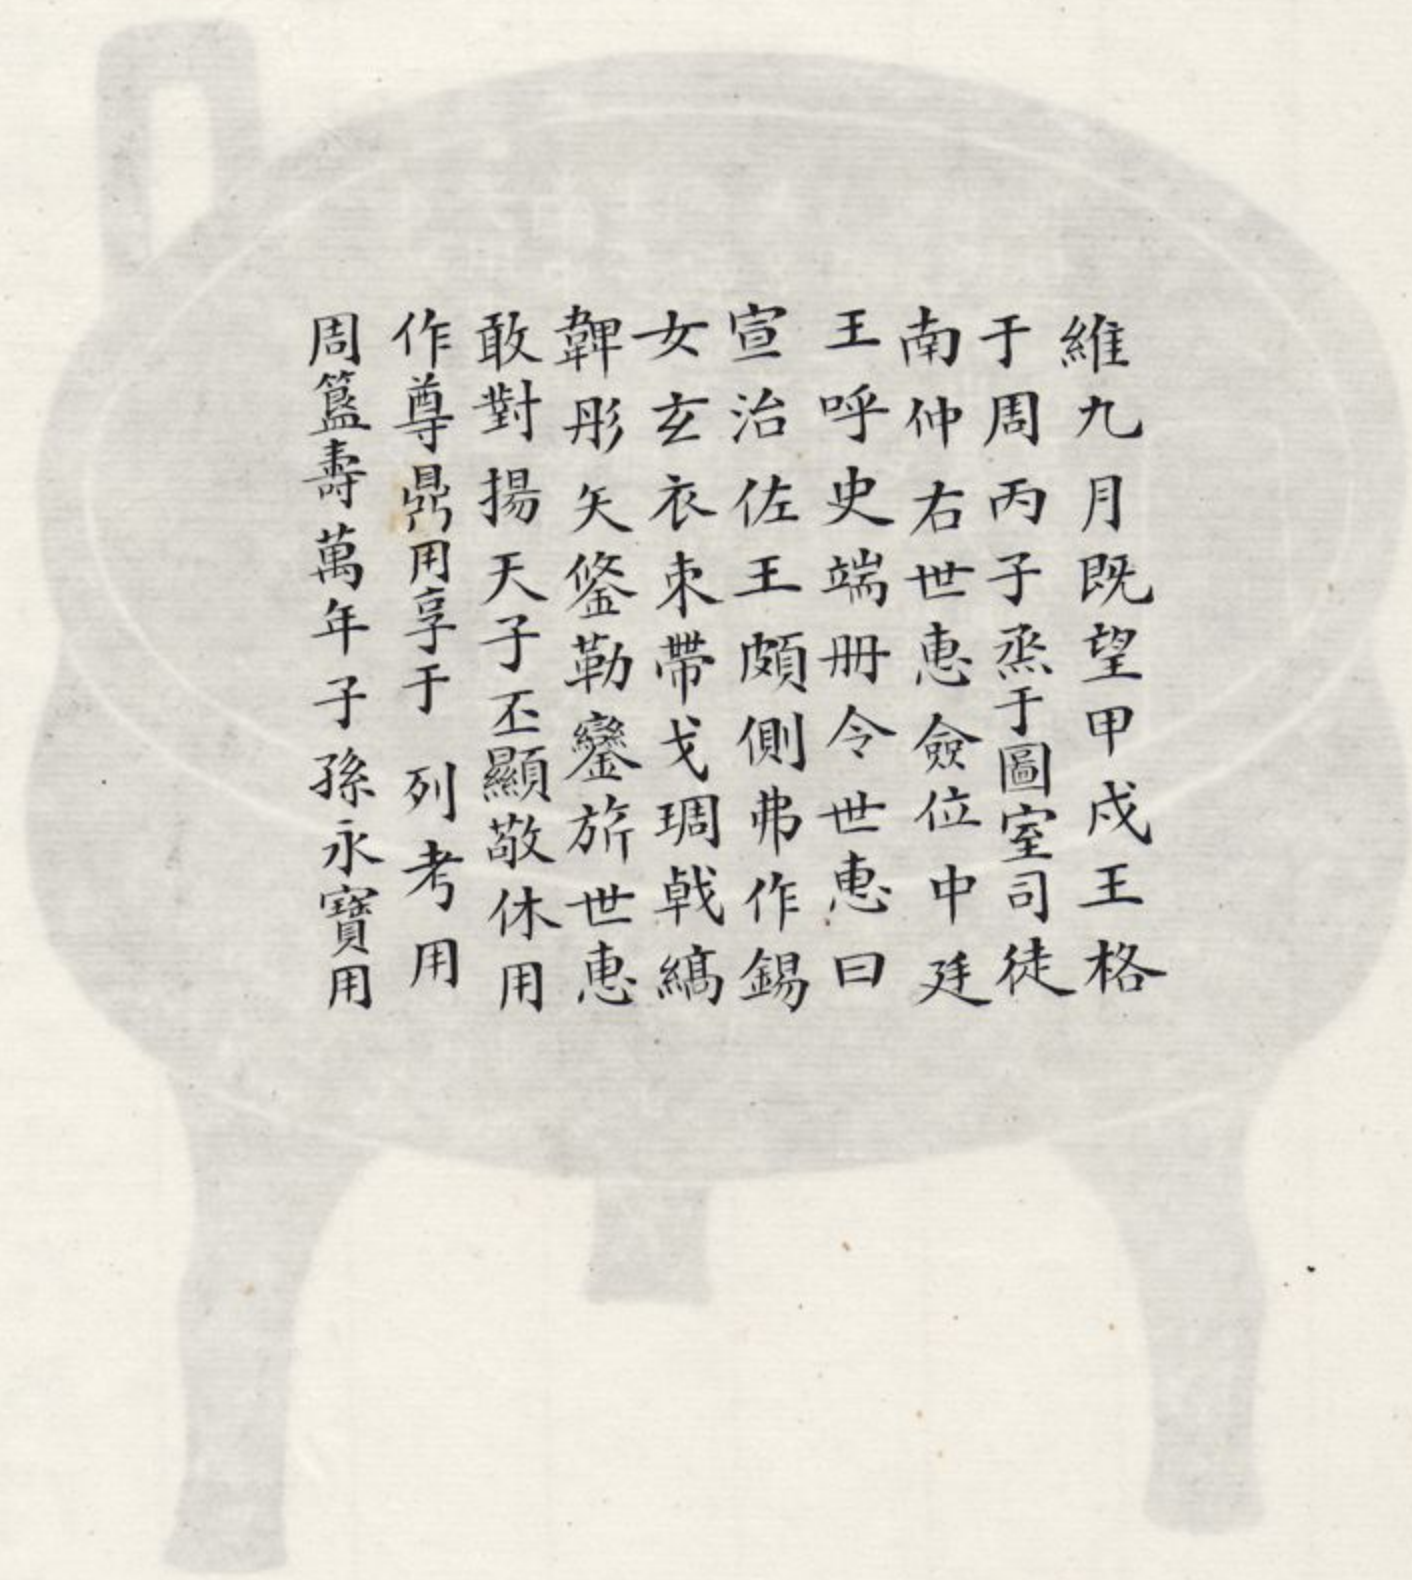 維九月既望甲戌王格
于周丙子烝于圖室司徒
南仲右世惠僉位中廷
王呼史端冊令世惠曰
宣治佐王頗側弗作錫
女玄衣朿帶戈琱戟縞
韠彤矢鋚勒鑾旂世惠
敢對揚天子丕顯敬休用
作尊鼎用享于列考用
周簋壽萬年子孫永寶用